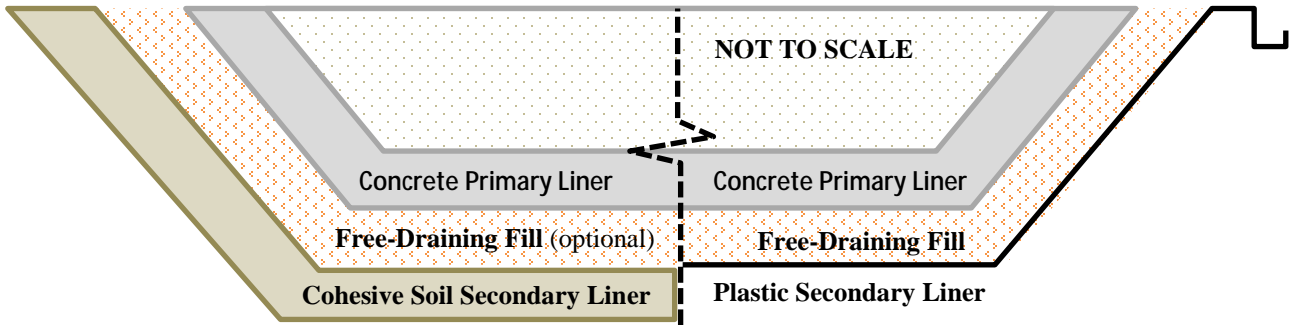 NOT TO SCALE
Concrete Primary Liner
Concrete Primary Liner
Free-Draining Fill (optional)
Free-Draining Fill
Cohesive Soil Secondary Liner
Plastic Secondary Liner